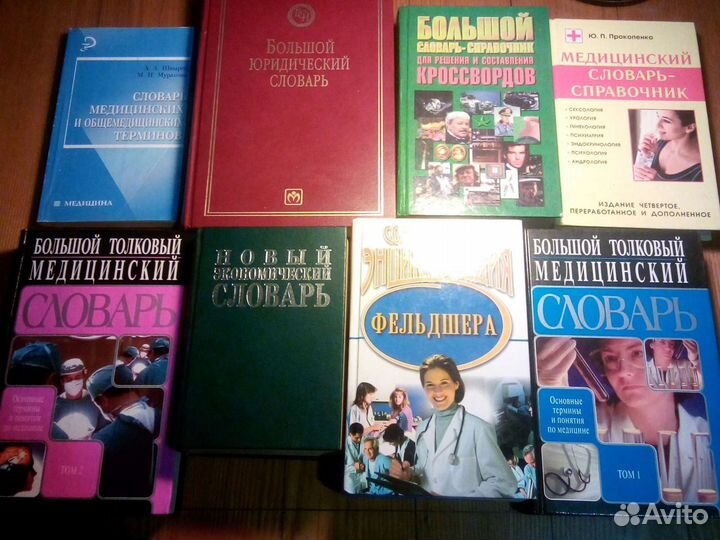 А. А. Шварц
СЛОВАРЬ
МЕДИЦИНСКИХ
И ОБЩЕМЕДИЦИНСКИХ
ТЕРМИНОВ
МЕДИЦИНА
БОЛЬШОЙ
ЮРИДИЧЕСКИЙ
СЛОВАРЬ
БОЛЬШОЙ
СЛОВАРЬ-СПРАВОЧНИК
ДЛЯ РЕШЕНИЯ И СОСТАВЛЕНИЯ
КРОССВОРДОВ
Ю. П. Прокопенко
МЕДИЦИНСКИЙ
СЛОВАРЬ-
СПРАВОЧНИК
• СЕКСОЛОГИЯ
• УРОЛОГИЯ
• ГИНЕКОЛОГИЯ
• ПСИХИАТРИЯ
• ЭНДОКРИНОЛОГИЯ
• ПСИХОЛОГИЯ
• АНДРОЛОГИЯ
ИЗДАНИЕ ЧЕТВЕРТОЕ,
ПЕРЕРАБОТАННОЕ И ДОПОЛНЕННОЕ
БОЛЬШОЙ ТОЛКОВЫЙ
МЕДИЦИНСКИЙ
СЛОВАРЬ
Основные
термины
и понятия
по медицине
ТОМ 2
НОВЫЙ
ЭКОНОМИЧЕСКИЙ
СЛОВАРЬ
ФЕЛЬДШЕРА
БОЛЬШОЙ ТОЛКОВЫЙ
МЕДИЦИНСКИЙ
СЛОВАРЬ
Основные
термины
и понятия
по медицине
ТОМ 1
Avito